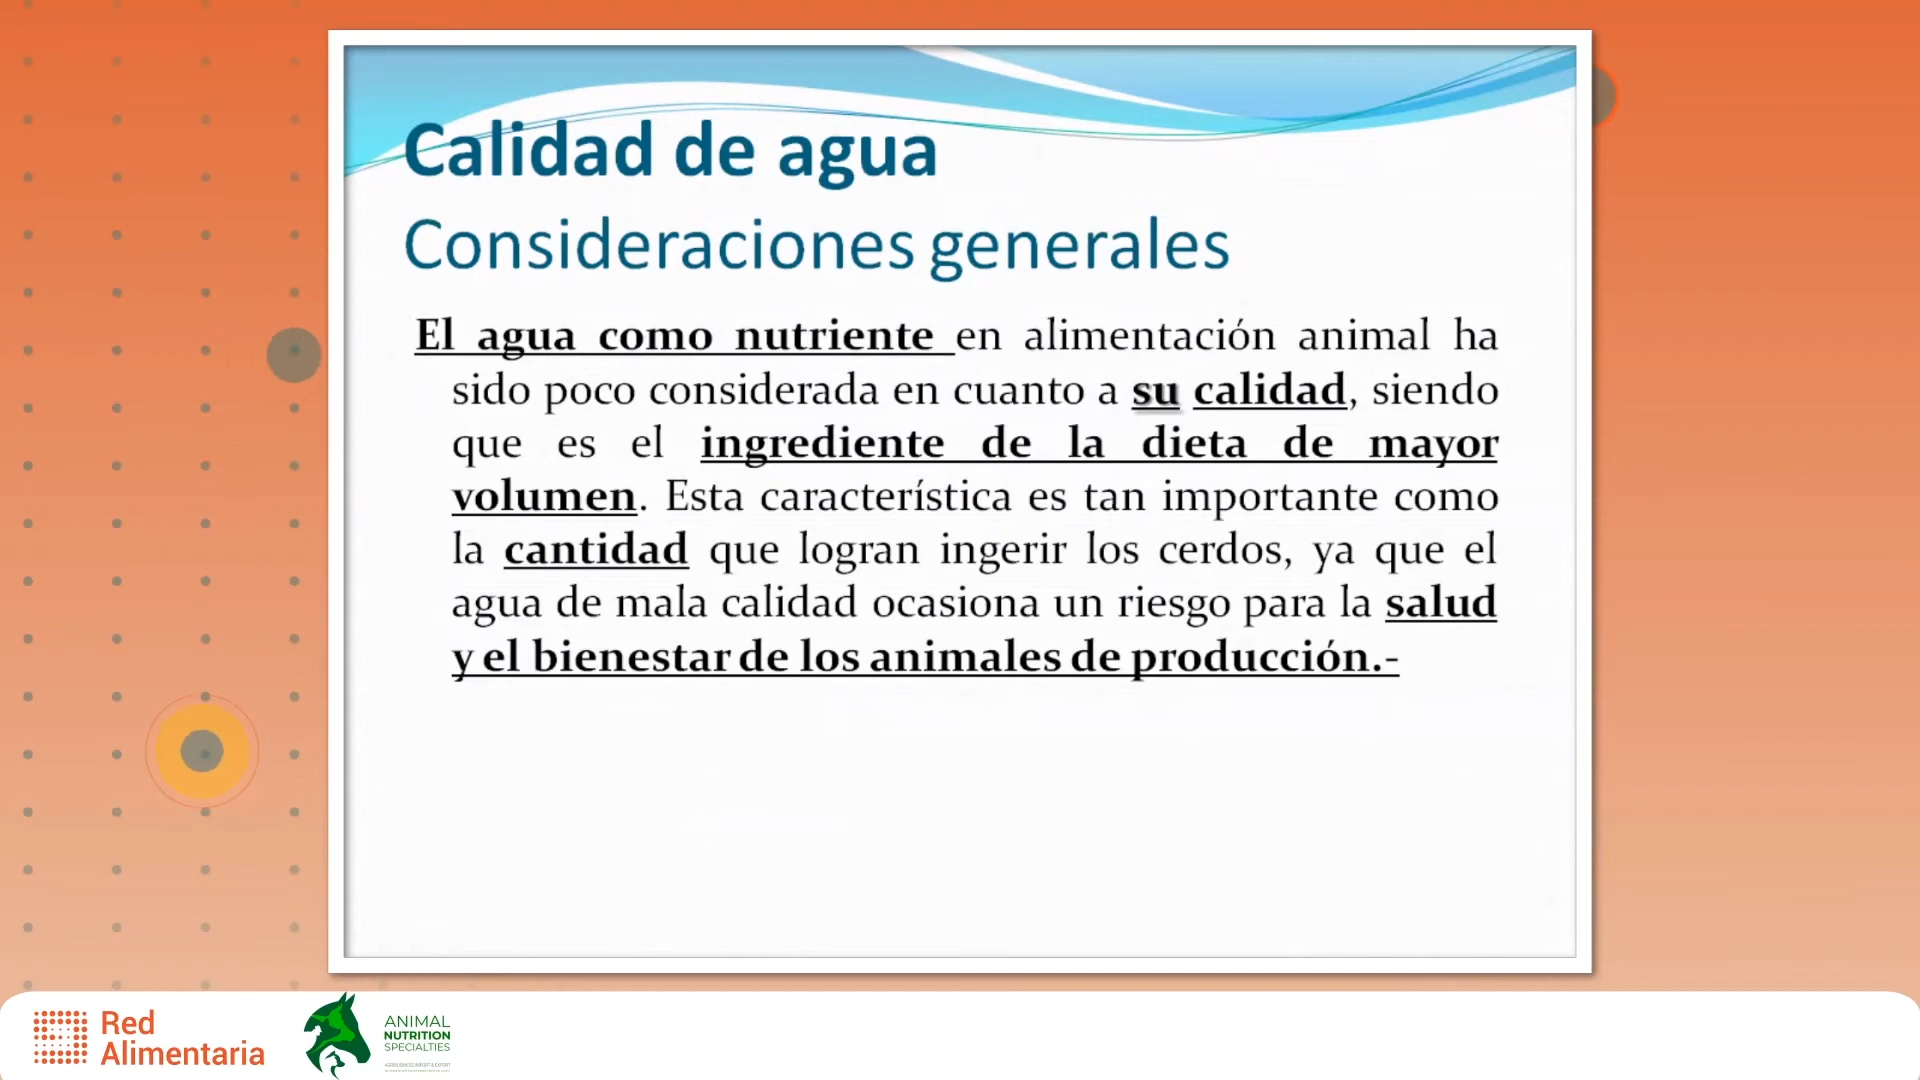 Calidad de agua
Consideraciones generales
El agua como nutriente en alimentación animal ha
sido poco considerada en cuanto a su calidad, siendo
que es el ingrediente de la dieta de mayor
volumen. Esta característica es tan importante como
la cantidad que logran ingerir los cerdos, ya que el
agua de mala calidad ocasiona un riesgo para la salud
y el bienestar de los animales de producción.-
Red
Alimentaria
ANIMAL
NUTRITION
SPECIALTIES